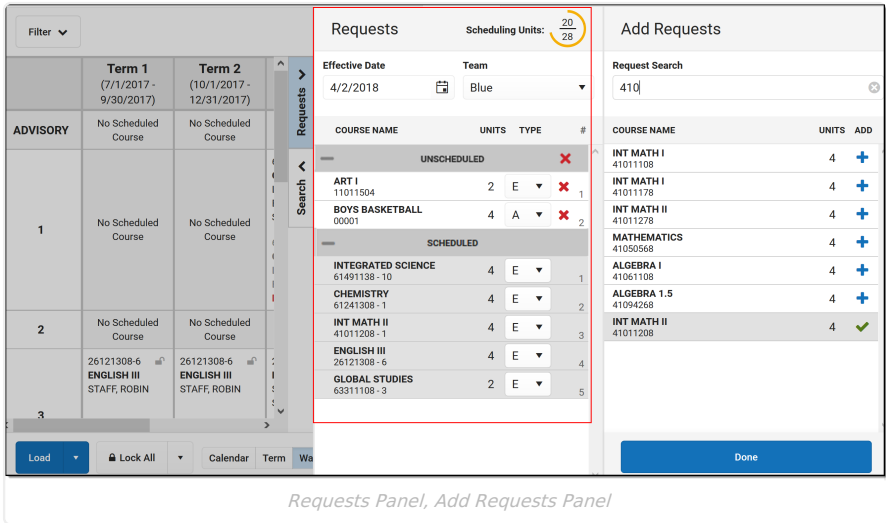 Filter
Term 1
(7/1/2017 -
9/30/2017)
Term 2
(10/1/2017 -
12/31/2017)
ADVISORY
No Scheduled
Course
No Scheduled
Course
1
No Scheduled
Course
No Scheduled
Course
2
No Scheduled
Course
No Scheduled
Course
3
26121308-6
ENGLISH III
STAFF, ROBIN
26121308-6
ENGLISH III
STAFF, ROBIN
Load
Lock All
Calendar
Term
Wa
Requests
Search
Requests
Scheduling Units:
20
28
Effective Date
Team
4/2/2018
Blue
COURSE NAME UNITS TYPE #
UNSCHEDULED
ART I 2 E 1
11011504
BOYS BASKETBALL 4 A 2
00001
SCHEDULED
INTEGRATED SCIENCE 4 E 1
61491138 - 10
CHEMISTRY 4 E 2
61241308 - 1
INT MATH II 4 E 3
41011208 - 1
ENGLISH III 4 E 4
26121308 - 6
GLOBAL STUDIES 2 E 5
63311108 - 3
Add Requests
Request Search
410
COURSE NAME UNITS ADD
INT MATH I 4
41011108
INT MATH I 4
41011178
INT MATH II 4
41011278
MATHEMATICS 4
41050568
ALGEBRA I 4
41061108
ALGEBRA 1.5 4
41094268
INT MATH II 4
41011208
Done
Requests Panel, Add Requests Panel